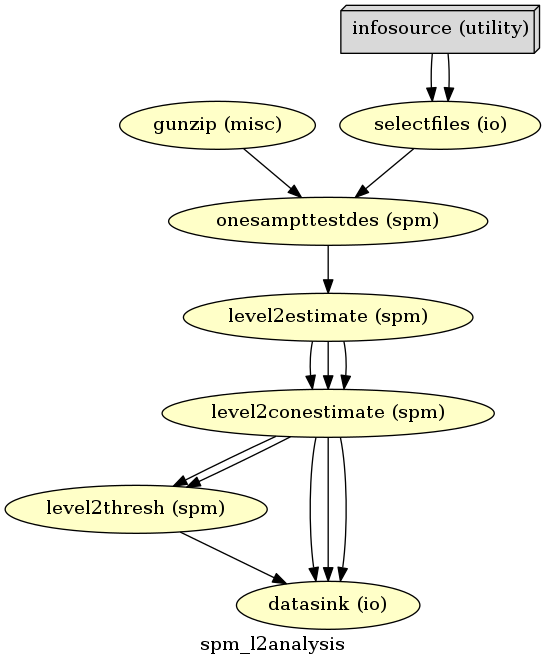 infosource (utility)
gunzip (misc)
selectfiles (io)
onesampttestdes (spm)
level2estimate (spm)
level2conestimate (spm)
level2thresh (spm)
datasink (io)
spm_l2analysis